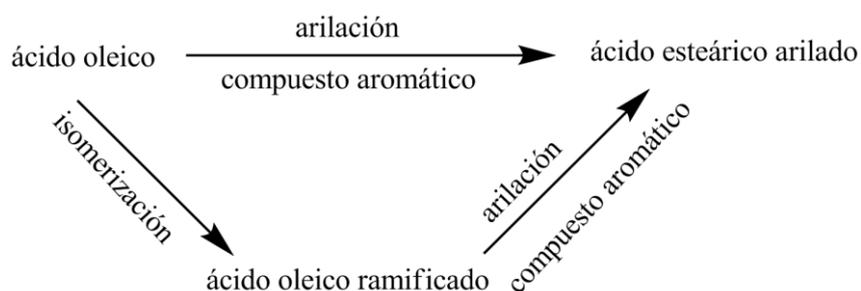 arilación
ácido oleico
ácido esteárico arilado
compuesto aromático
isomerización
arilación
compuesto aromático
ácido oleico ramificado